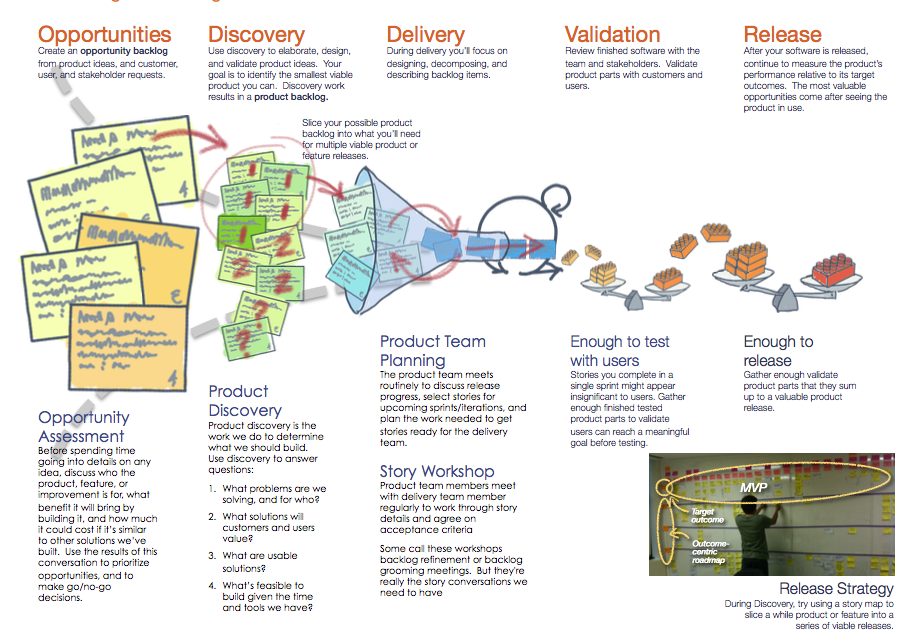 Opportunities
Create an opportunity backlog
from product ideas, and customer,
user, and stakeholder requests.
Discovery
Use discovery to elaborate, design,
and validate product ideas. Your
goal is to identify the smallest viable
product you can. Discovery work
results in a product backlog.
Delivery
During delivery you'll focus on
designing, decomposing, and
describing backlog items.
Validation
Review finished software with the
team and stakeholders. Validate
product parts with customers and
users.
Release
After your software is released,
continue to measure the product's
performance relative to its target
outcomes. The most valuable
opportunities come after seeing the
product in use.
Slice your possible product
backlog into what you'll need
for multiple viable product or
feature releases.
1
1
1
1
1
2
2
2
?
?
Opportunity
Assessment
Before spending time
going into details on any
idea, discuss who the
product, feature, or
improvement is for, what
benefit it will bring by
building it, and how much
it could cost if it's similar
to other solutions we've
built. Use the results of this
conversation to prioritize
opportunities, and to
make go/no-go
decisions.
Product
Discovery
Product discovery is the
work we do to determine
what we should build.
Use discovery to answer
questions:
1. What problems are we
solving, and for who?
2. What solutions will
customers and users
value?
3. What are usable
solutions?
4. What's feasible to
build given the time
and tools we have?
Product Team
Planning
The product team meets
routinely to discuss release
progress, select stories for
upcoming sprints/iterations, and
plan the work needed to get
stories ready for the delivery
team.
Story Workshop
Product team members meet
with delivery team member
regularly to work through story
details and agree on
acceptance criteria
Some call these workshops
backlog refinement or backlog
grooming meetings. But they're
really the story conversations we
need to have
Enough to test
with users
Stories you complete in a
single sprint might appear
insignificant to users. Gather
enough finished tested
product parts to validate
users can reach a meaningful
goal before testing.
Enough to
release
Gather enough validate
product parts that they sum
up to a valuable product
release.
MVP
Target
outcome
Outcome-
centric
roadmap
Release Strategy
During Discovery, try using a story map to
slice a while product or feature into a
series of viable releases.